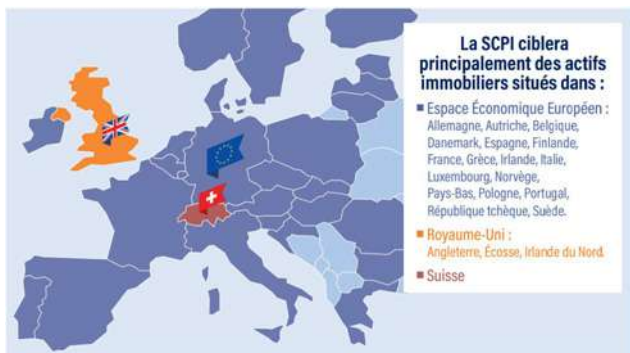 La SCPI ciblera
principalement des actifs
immobiliers situés dans :
Espace Économique Européen :
Allemagne, Autriche, Belgique,
Danemark, Espagne, Finlande,
France, Grèce, Irlande, Italie,
Luxembourg, Norvège,
Pays-Bas, Pologne, Portugal,
République tchèque, Suède.
Royaume-Uni :
Angleterre, Écosse, Irlande du Nord.
Suisse